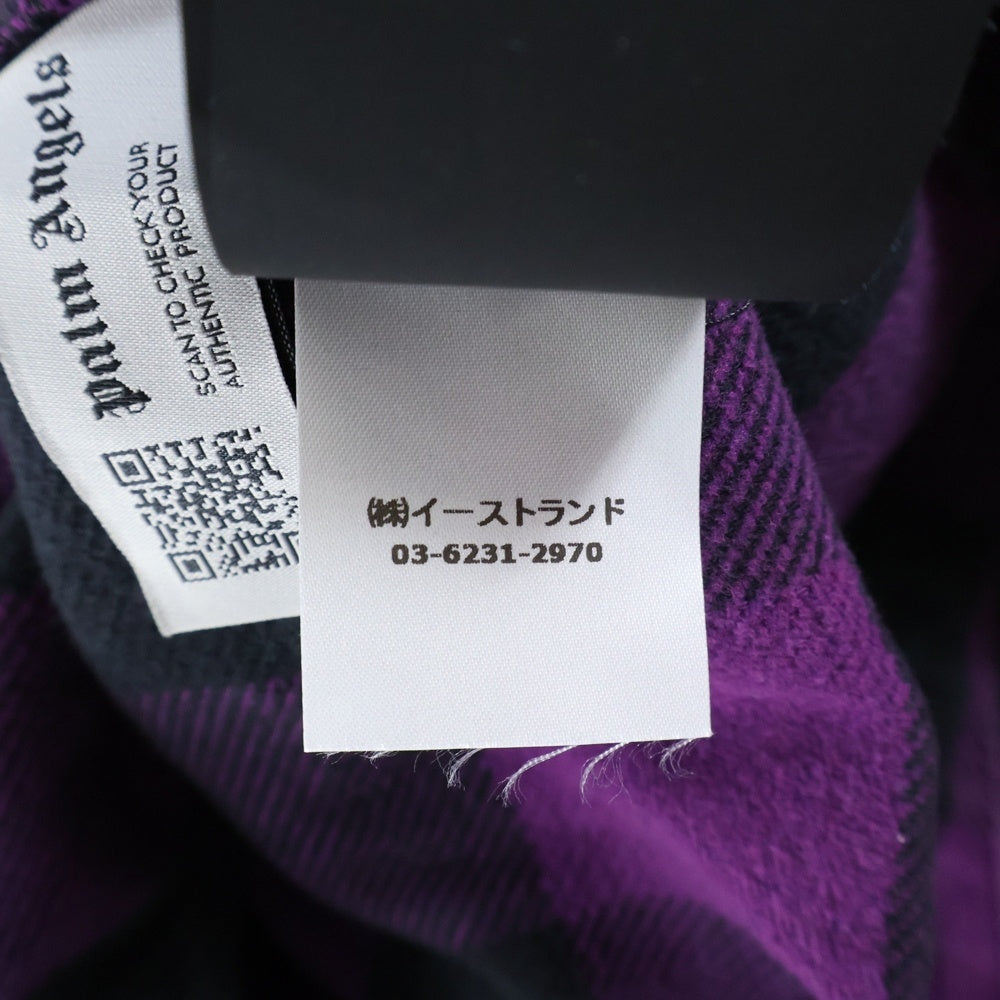 Palm Angels
SCAN TO CHECK YOUR
AUTHENTIC PRODUCT
㈱イーストランド
03-6231-2970